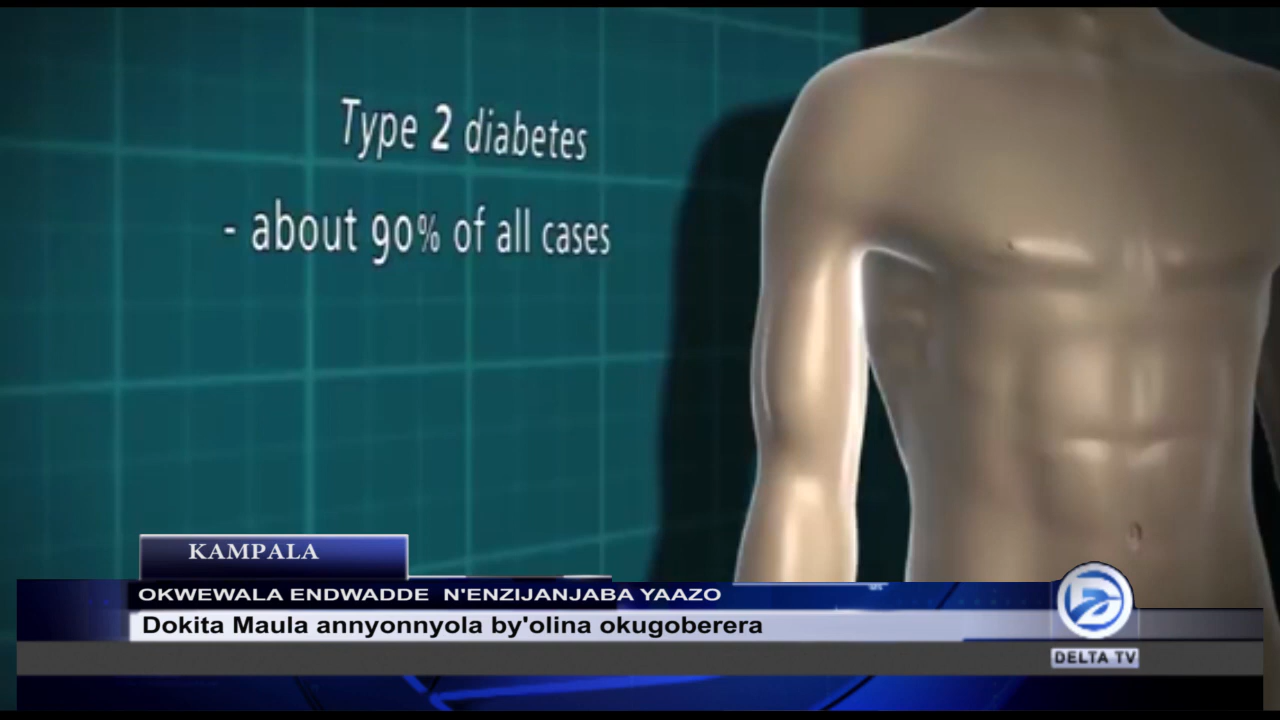 Type 2 diabetes
- about 90% of all cases
KAMPALA
OKWEWALA ENDWADDE N'ENZIJANJABA YAAZO
Dokita Maula annyonnyola by'olina okugoberera
DELTA TV